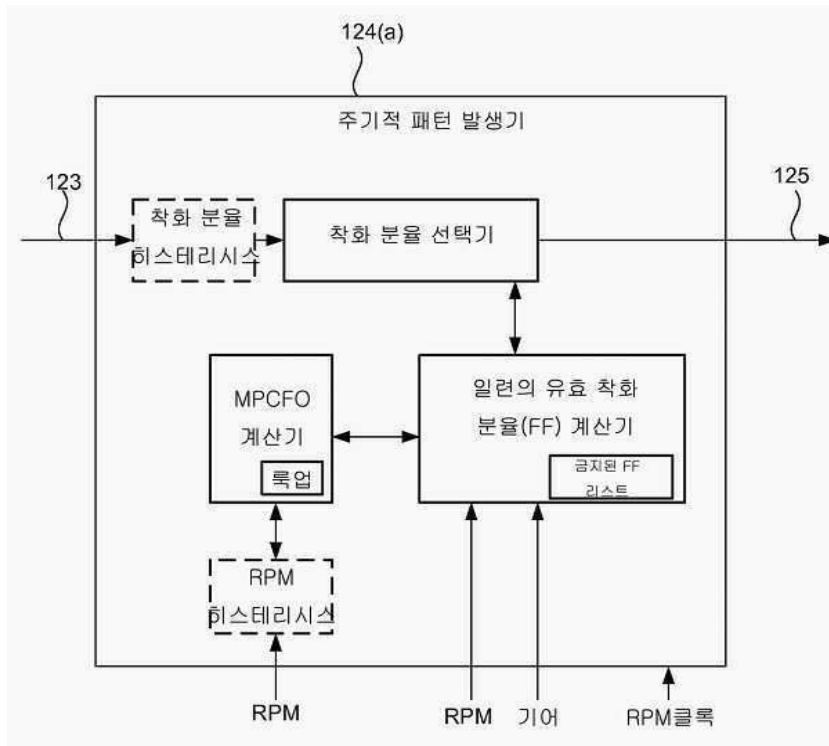 124(a)
주기적 패턴 발생기
123
125
착화 분율
히스테리시스
착화 분율 선택기
MPCFO
계산기
룩업
일련의 유효 착화
분율(FF) 계산기
금지된 FF
리스트
RPM
히스테리시스
RPM
RPM
기어
RPM클록